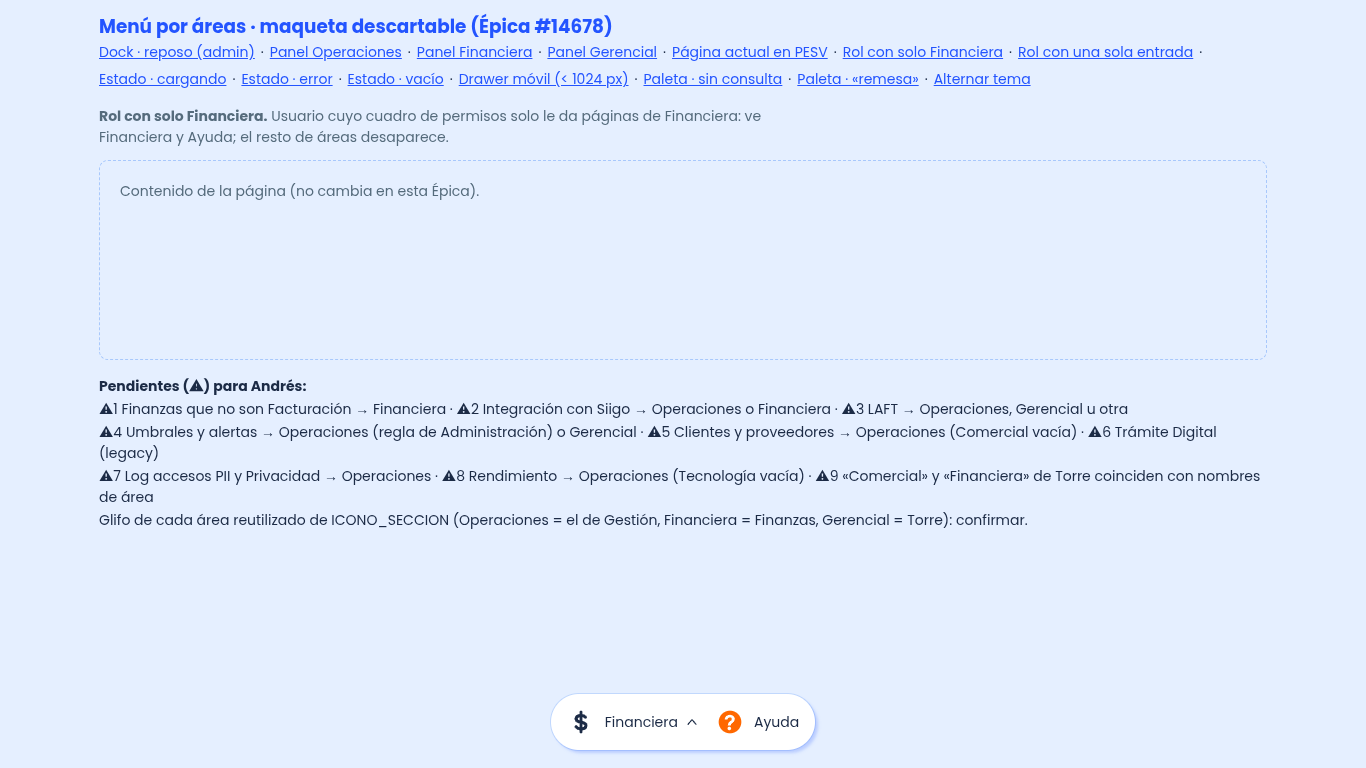 Menú por áreas · maqueta descartable (Épica #14678)
Dock · reposo (admin) · Panel Operaciones · Panel Financiera · Panel Gerencial · Página actual en PESV · Rol con solo Financiera · Rol con una sola entrada ·
Estado · cargando · Estado · error · Estado · vacío · Drawer móvil (< 1024 px) · Paleta · sin consulta · Paleta · «remesa» · Alternar tema
Rol con solo Financiera. Usuario cuyo cuadro de permisos solo le da páginas de Financiera: ve
Financiera y Ayuda; el resto de áreas desaparece.
Contenido de la página (no cambia en esta Épica).
Pendientes (⚠) para Andrés:
⚠1 Finanzas que no son Facturación → Financiera · ⚠2 Integración con Siigo → Operaciones o Financiera · ⚠3 LAFT → Operaciones, Gerencial u otra
⚠4 Umbrales y alertas → Operaciones (regla de Administración) o Gerencial · ⚠5 Clientes y proveedores → Operaciones (Comercial vacía) · ⚠6 Trámite Digital
(legacy)
⚠7 Log accesos PII y Privacidad → Operaciones · ⚠8 Rendimiento → Operaciones (Tecnología vacía) · ⚠9 «Comercial» y «Financiera» de Torre coinciden con nombres
de área
Glifo de cada área reutilizado de ICONO_SECCION (Operaciones = el de Gestión, Financiera = Finanzas, Gerencial = Torre): confirmar.
$ Financiera ? Ayuda